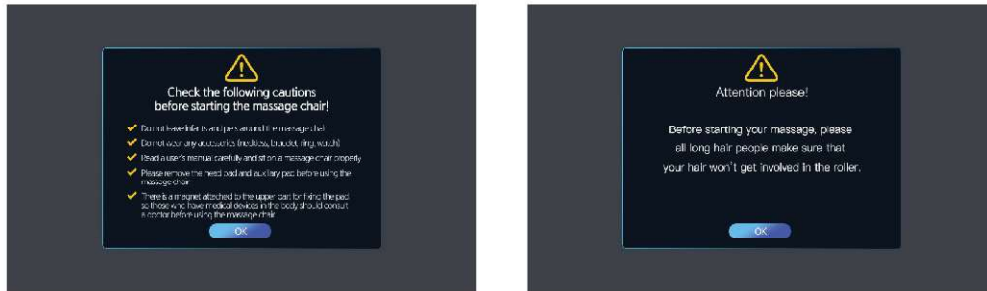 Check the following cautions
before starting the massage chair!
Do not leave infants and pets around the massage chair
Do not wear any accessories (neckless, bracelet, ring, watch)
Read a user's manual carefully and sit on a massage chair properly
Please remove the head pad and auxiliary pad before using the
massage chair
There is a magnet attached to the upper part for fixing the pad
so those who have medical devices in the body should consult
a doctor before using the massage chair
OK
Attention please!
Before starting your massage, please
all long hair people make sure that
your hair won't get involved in the roller.
OK